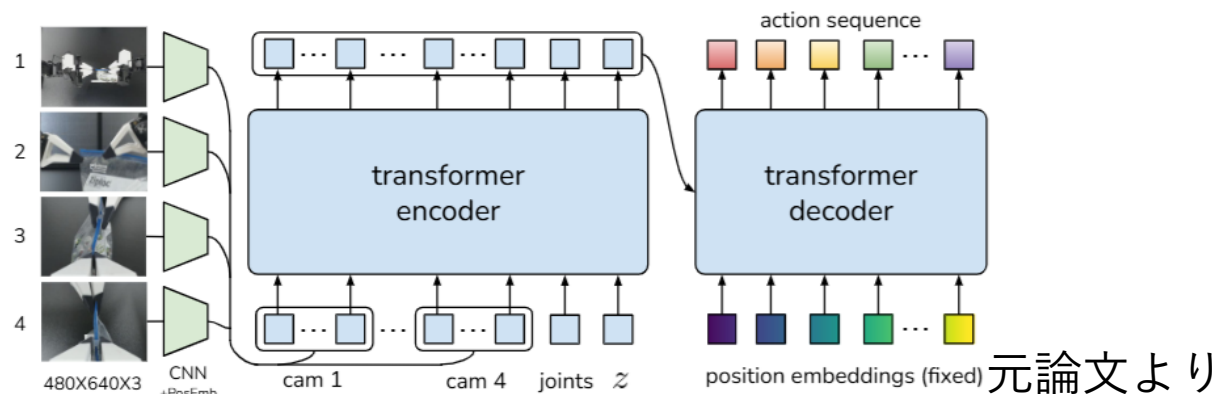 action sequence
1
2
3
4
transformer
encoder
transformer
decoder
480X640X3
CNN
+PosEmb
cam 1
cam 4
joints
z
position embeddings (fixed)
元論文より